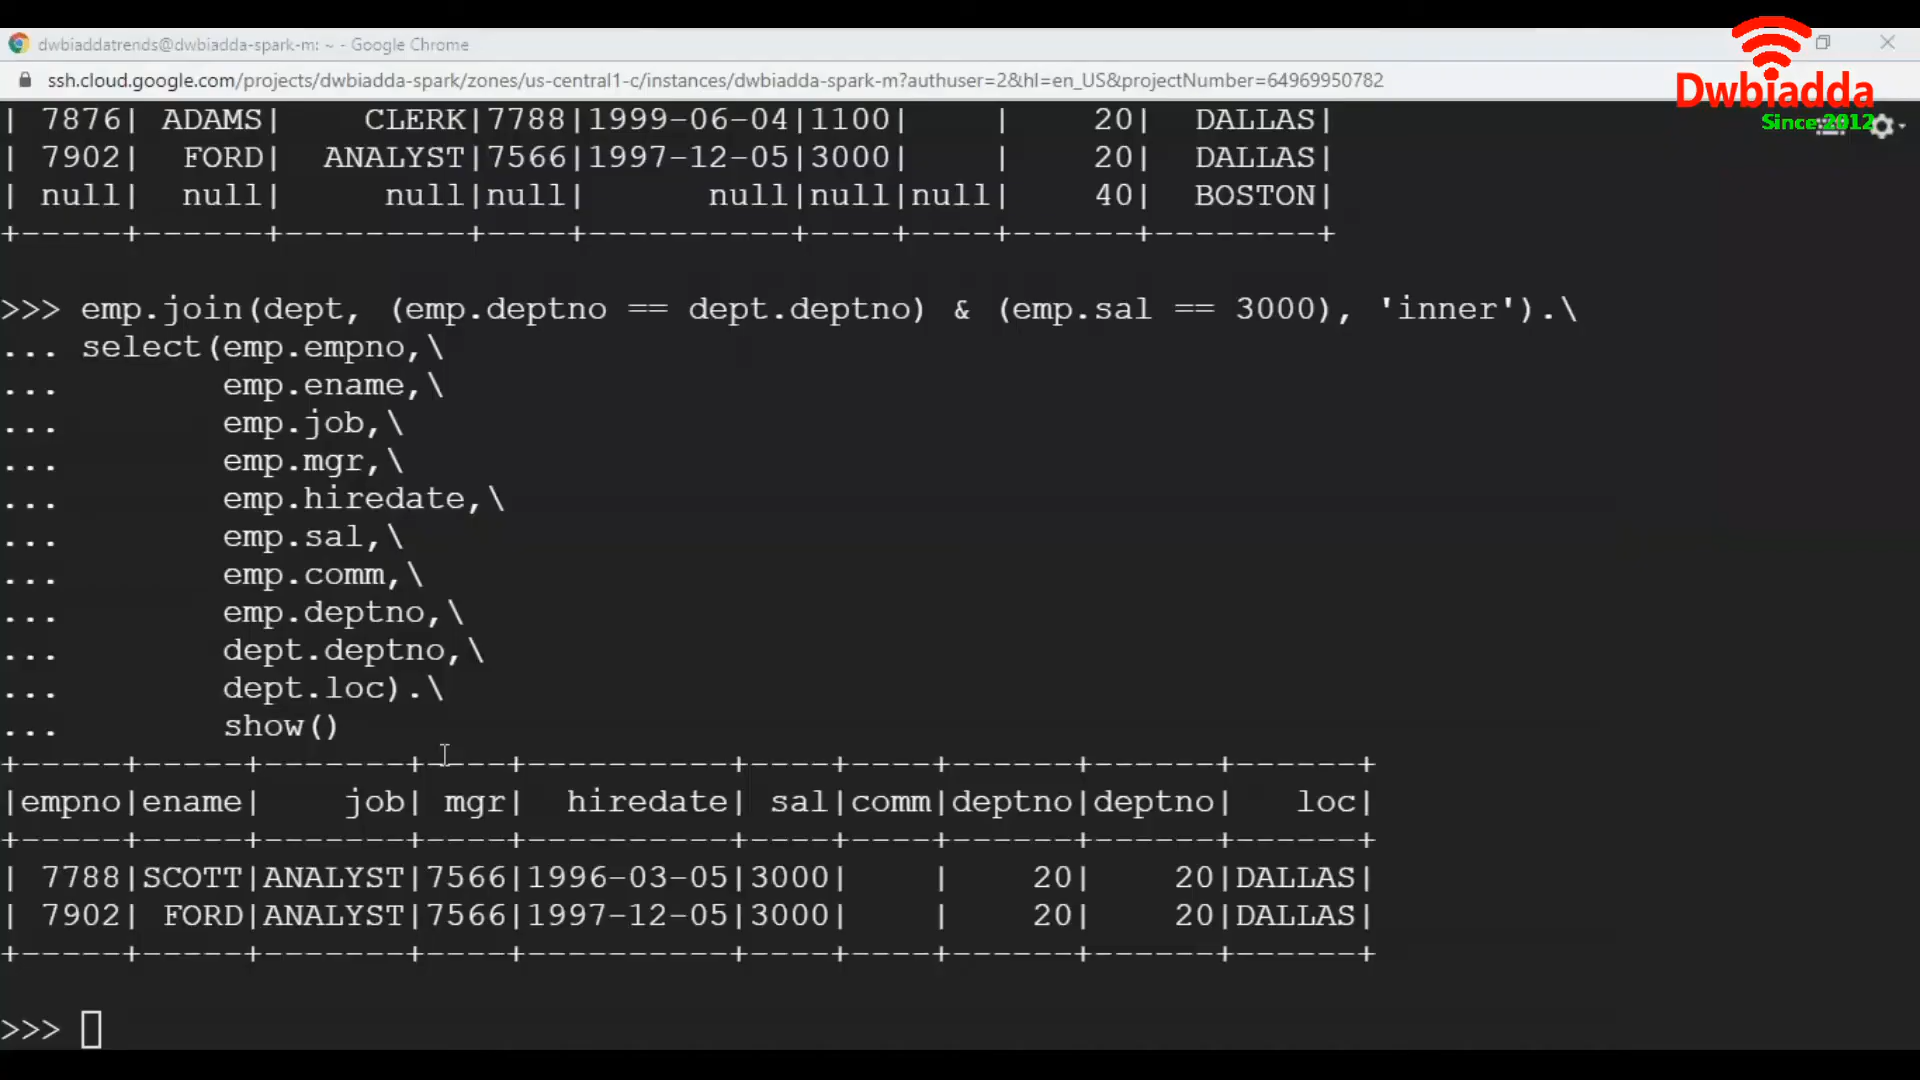 dwbiaddatrends@dwbiadda-spark-m: ~ - Google Chrome
ssh.cloud.google.com/projects/dwbiadda-spark/zones/us-central1-c/instances/dwbiadda-spark-m?authuser=2&hl=en_US&projectNumber=64969950782
Dwbiadda
Since 2012
| 7876| ADAMS|    CLERK|7788|1999-06-04|1100|    |    20|  DALLAS|
| 7902|  FORD|  ANALYST|7566|1997-12-05|3000|    |    20|  DALLAS|
| null|  null|     null|null|      null|null|null|    40|  BOSTON|
+-----+------+---------+----+----------+----+----+------+--------+
>>> emp.join(dept, (emp.deptno == dept.deptno) & (emp.sal == 3000), 'inner').\
... select(emp.empno,\
...        emp.ename,\
...        emp.job,\
...        emp.mgr,\
...        emp.hiredate,\
...        emp.sal,\
...        emp.comm,\
...        emp.deptno,\
...        dept.deptno,\
...        dept.loc).\
...        show()
+-----+-----+-------+----+----------+----+----+------+------+------+
|empno|ename|    job| mgr|  hiredate| sal|comm|deptno|deptno|   loc|
+-----+-----+-------+----+----------+----+----+------+------+------+
| 7788|SCOTT|ANALYST|7566|1996-03-05|3000|    |    20|    20|DALLAS|
| 7902| FORD|ANALYST|7566|1997-12-05|3000|    |    20|    20|DALLAS|
+-----+-----+-------+----+----------+----+----+------+------+------+
>>>